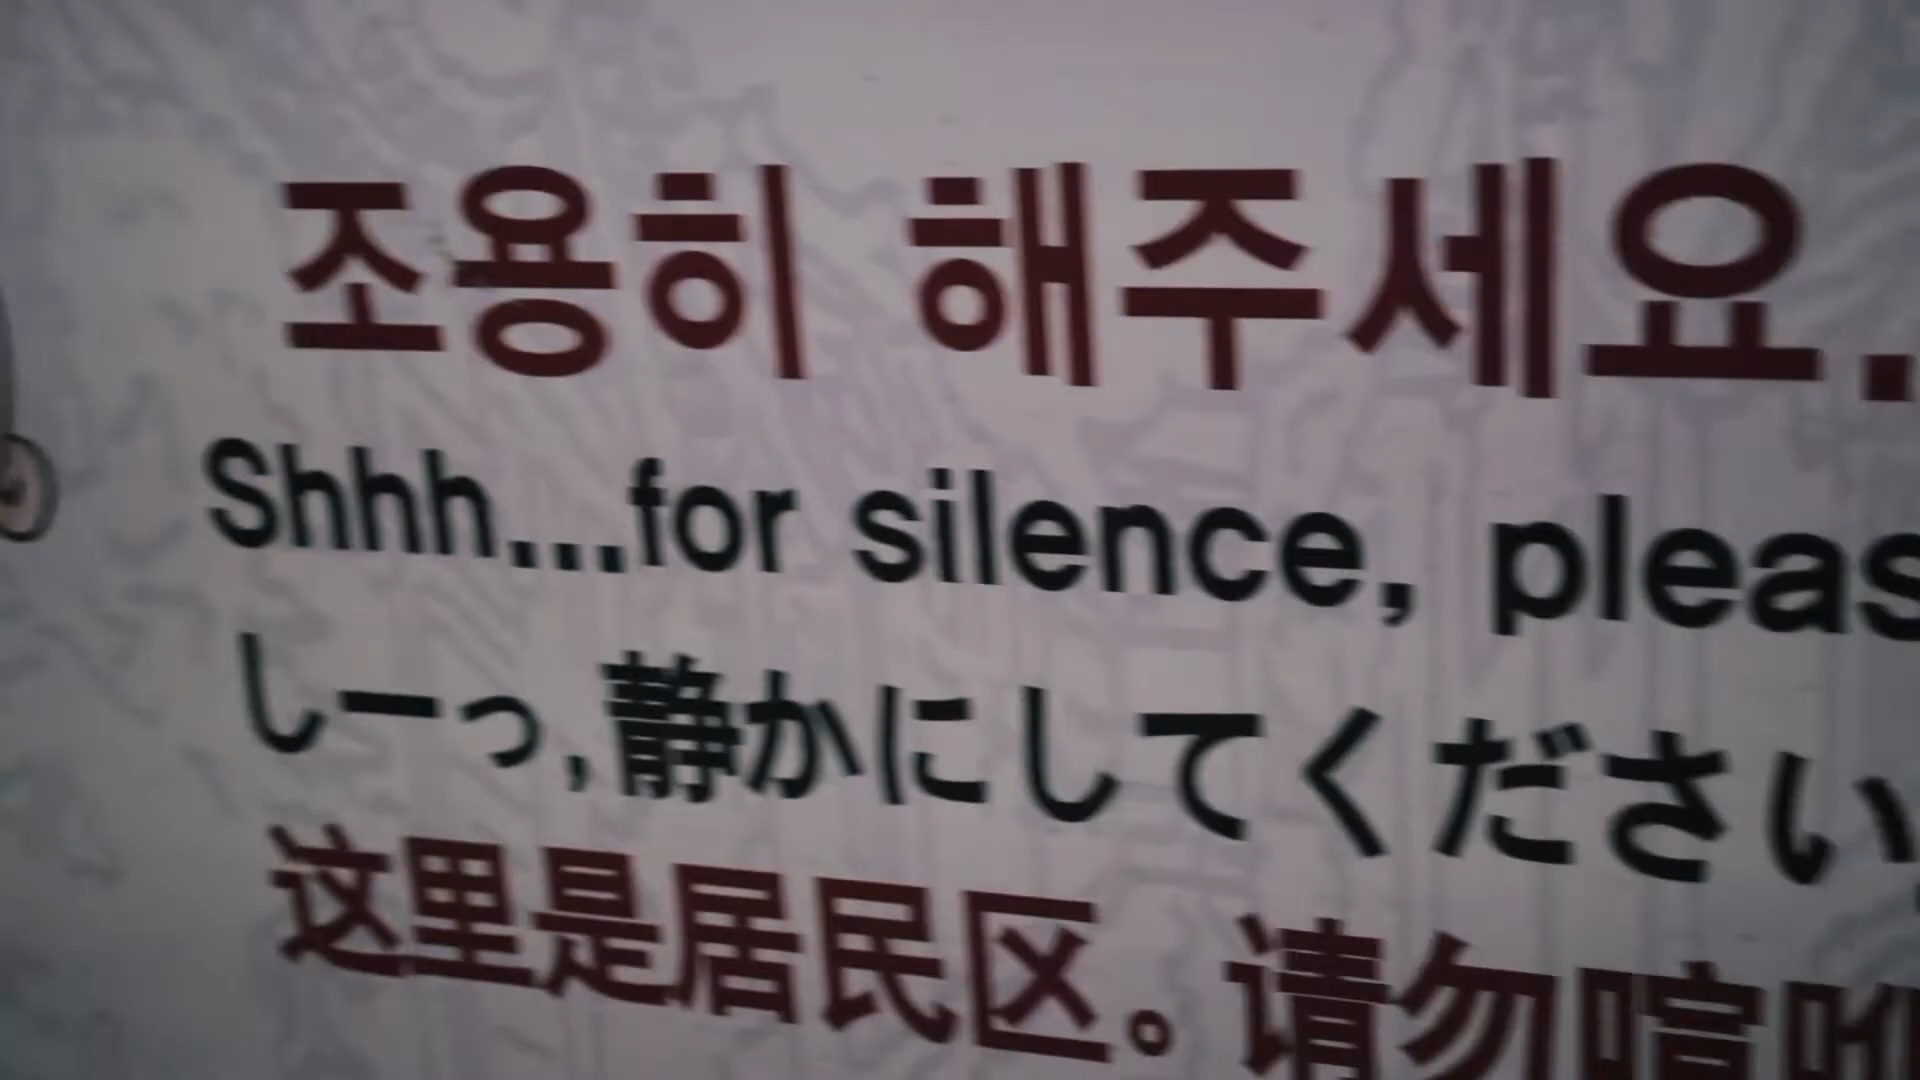 조용히 해주세요.
Shhh...for silence, pleas
しーっ,静かにしてください
这里是居民区。请勿喧